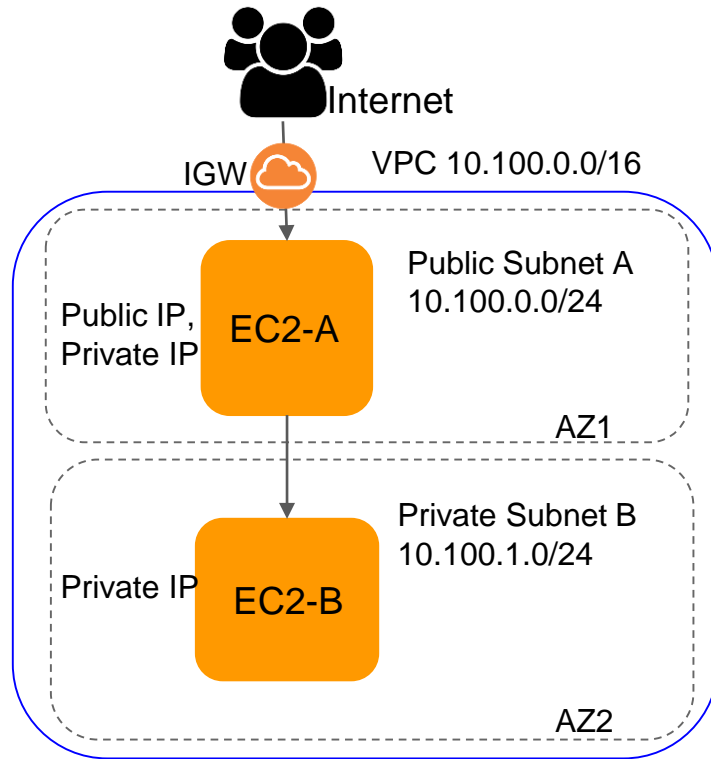 Internet
IGW
VPC 10.100.0.0/16
Public Subnet A
10.100.0.0/24
Public IP,
Private IP
EC2-A
AZ1
Private Subnet B
10.100.1.0/24
Private IP
EC2-B
AZ2